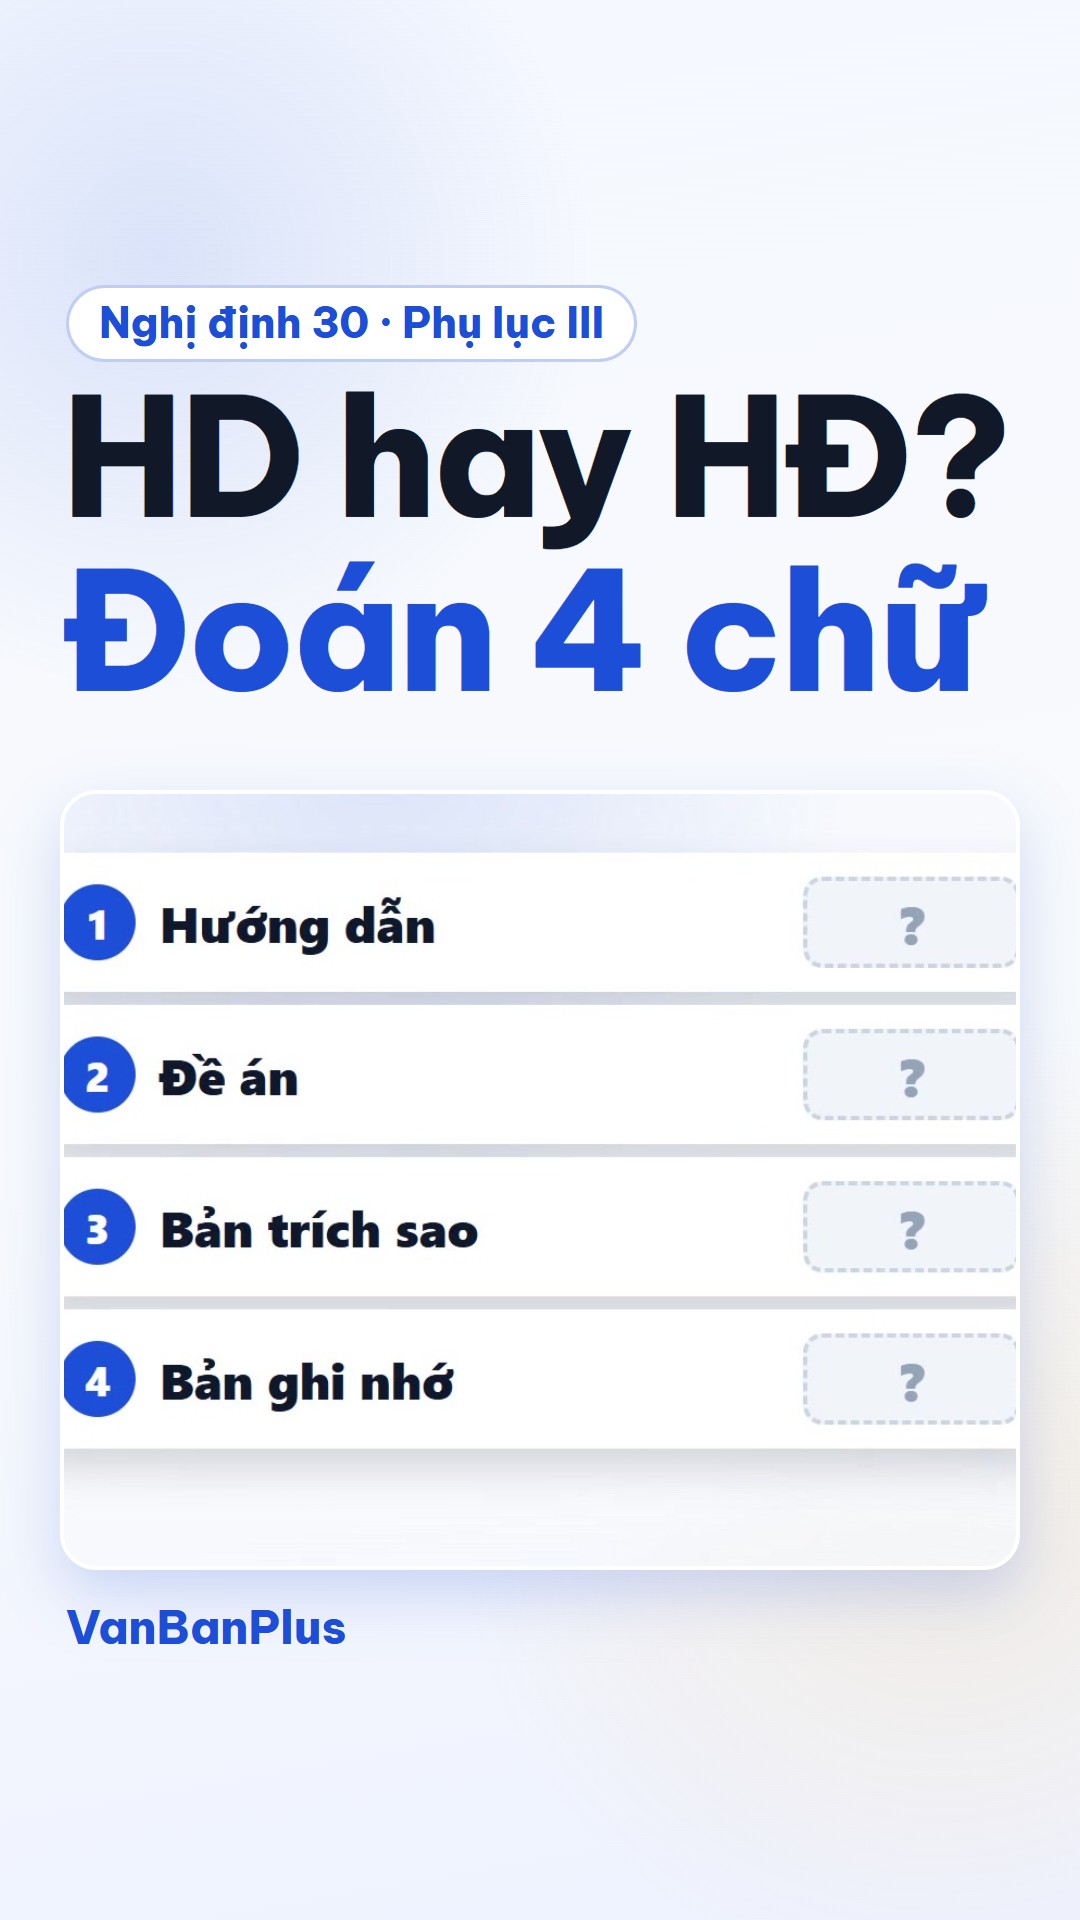 Nghị định 30 · Phụ lục III
HD hay HĐ?
Đoán 4 chữ
1 Hướng dẫn ?
2 Đề án ?
3 Bản trích sao ?
4 Bản ghi nhớ ?
VanBanPlus